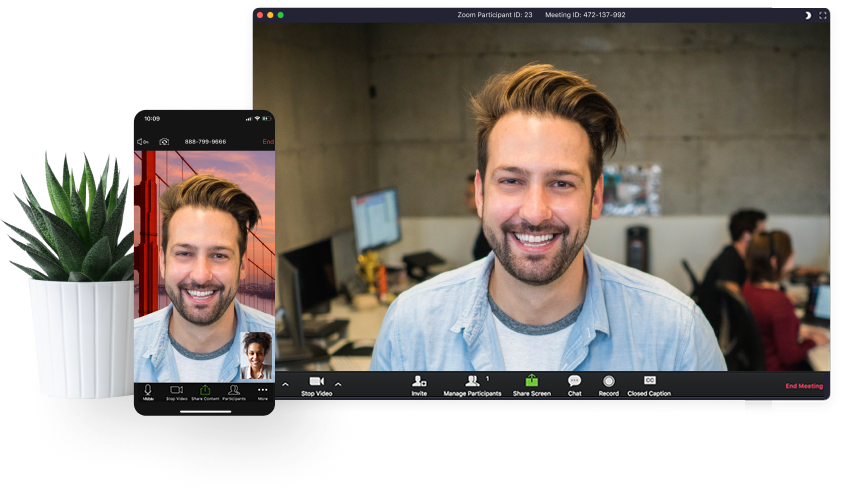 Zoom Participant ID: 23 Meeting ID: 472-137-992
10:09
888-799-9666 End
Stop Video Share Content Participants More
Stop Video Invite Manage Participants 1 Share Screen Chat Record CC Closed Caption End Meeting